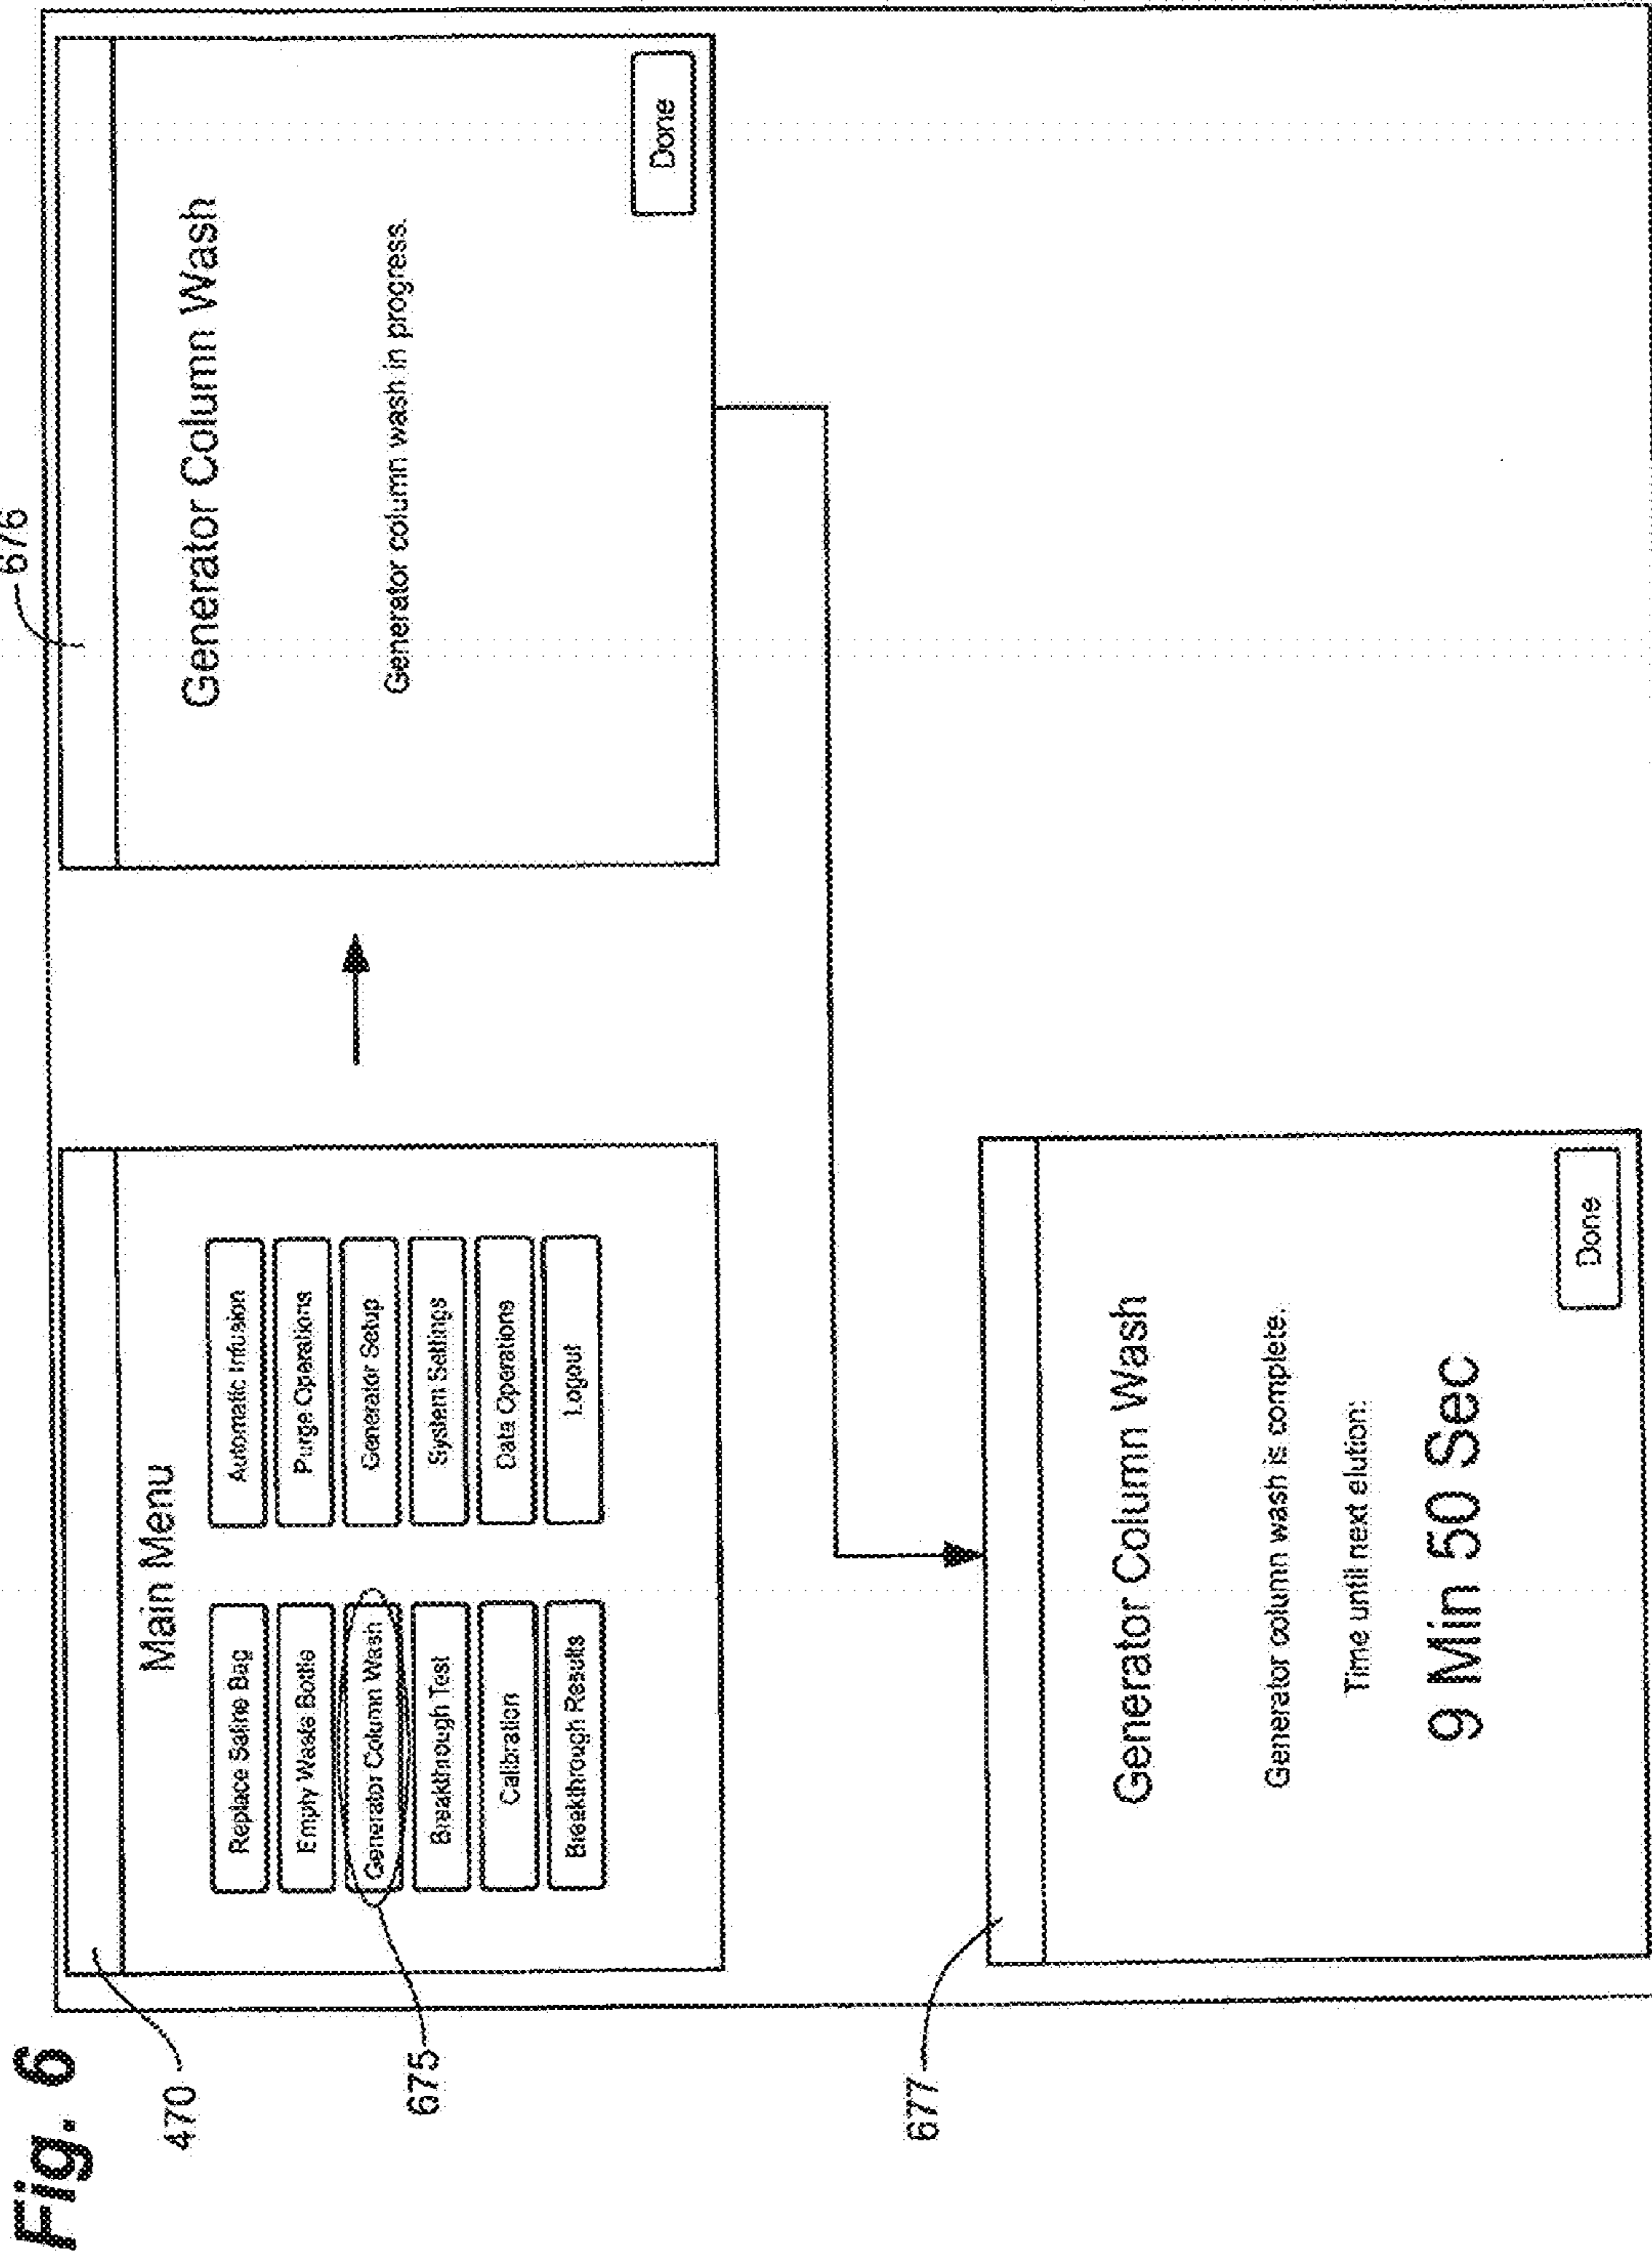 Fig. 6
470
676
Main Menu
Replace Saline Bag
Automatic Infusion
Empty Waste Bottle
Purge Operations
Generator Column Wash
Generator Setup
Breakthrough Test
System Settings
Calibration
Data Operations
Breakthrough Results
Logout
675
Generator Column Wash
Generator column wash in progress.
Done
677
Generator Column Wash
Generator column wash is complete.
Time until next elution:
9 Min 50 Sec
Done